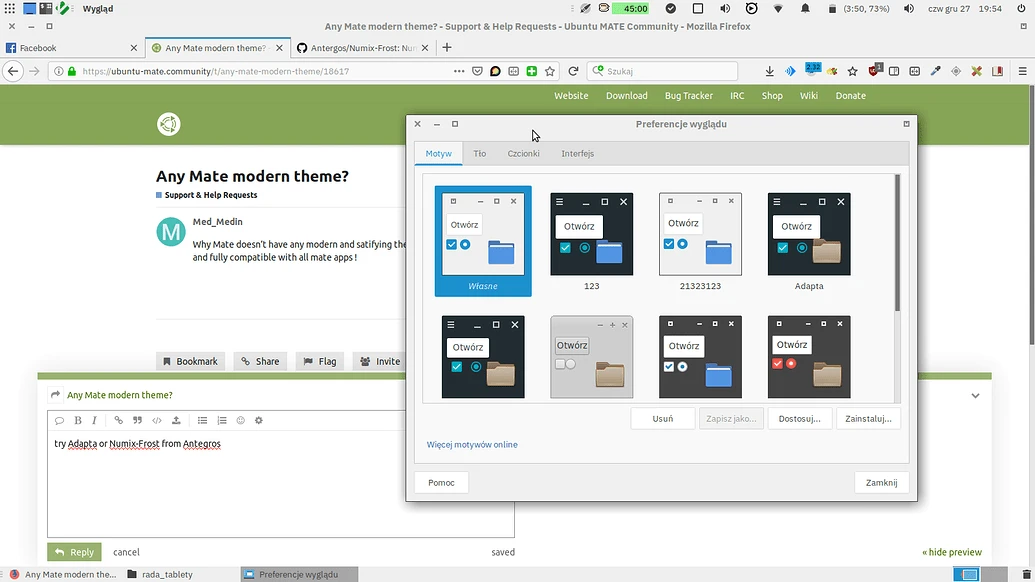 Wygląd
45:00
(3:50, 73%)
czw gru 27
19:54
Any Mate modern theme? - Support & Help Requests - Ubuntu MATE Community - Mozilla Firefox
Facebook
Any Mate modern theme? -
Antergos/Numix-Frost: Nu
https://ubuntu-mate.community/t/any-mate-modern-theme/18617
Szukaj
2,32
1
Website
Download
Bug Tracker
IRC
Shop
Wiki
Donate
Any Mate modern theme?
Support & Help Requests
M
Med_Medin
Why Mate doesn't have any modern and satifying the
and fully compatible with all mate apps !
Bookmark
Share
Flag
Invite
Any Mate modern theme?
B
I
try Adapta or Numix-Frost from Antegros
Reply
cancel
saved
« hide preview
Preferencje wyglądu
Motyw
Tło
Czcionki
Interfejs
Otwórz
Otwórz
Otwórz
Otwórz
Własne
123
21323123
Adapta
Otwórz
Otwórz
Otwórz
Otwórz
Usuń
Zapisz jako...
Dostosuj...
Zainstaluj...
Więcej motywów online
Pomoc
Zamknij
Any Mate modern the...
rada_tablety
Preferencje wyglądu